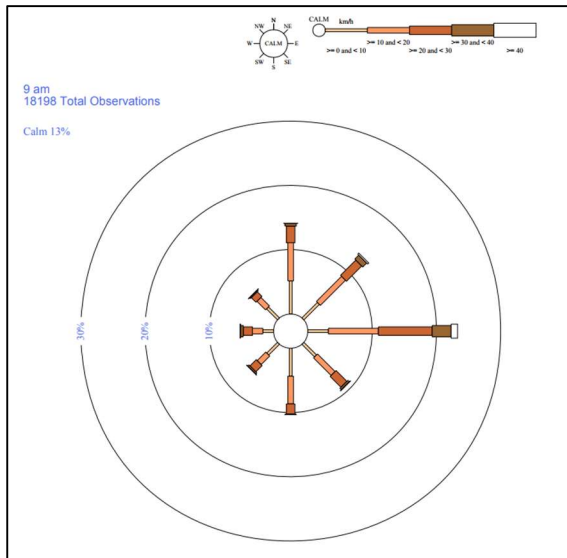 N
NW NE
CALM km/h
>= 10 and < 20 >= 30 and < 40
W CALM E
>= 0 and < 10 >= 20 and < 30 >= 40
SW SE
S
9 am
18198 Total Observations
Calm 13%
30%
20%
10%